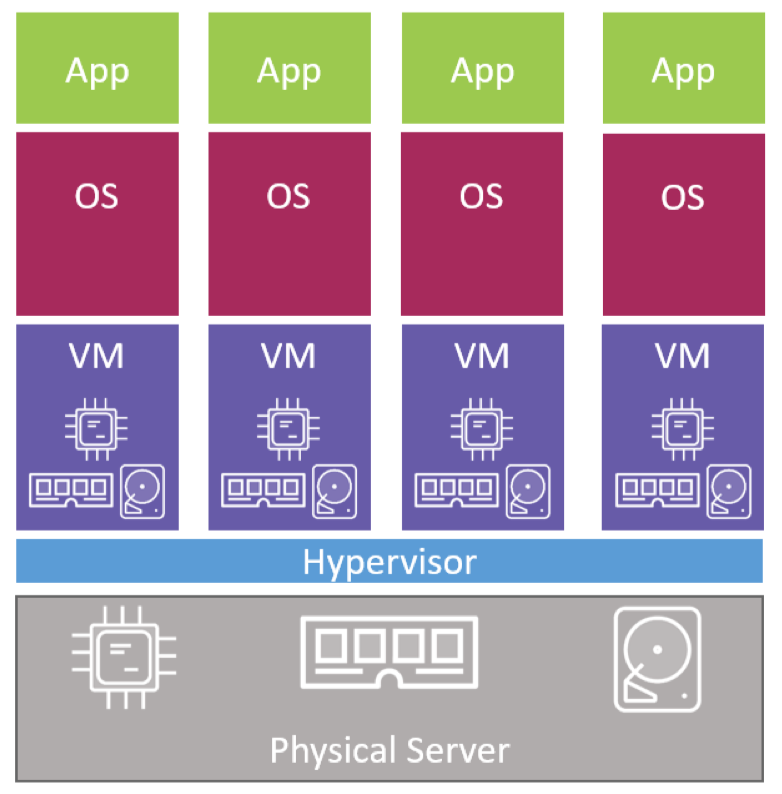 App App App App
OS OS OS OS
VM VM VM VM
Hypervisor
Physical Server